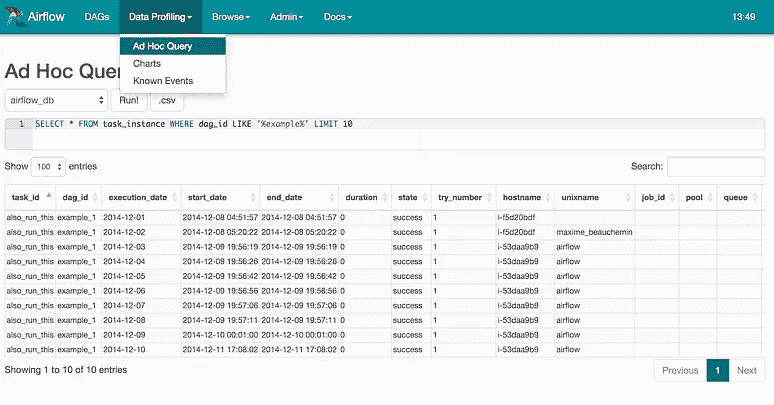 Airflow DAGs Data Profiling Browse Admin Docs 13:49
Ad Hoc Query
Charts
Known Events
Ad Hoc Que
airflow_db Run! .csv
1 SELECT * FROM task_instance WHERE dag_id LIKE '%example%' LIMIT 10
Show 100 entries Search:
task_id dag_id execution_date start_date end_date duration state try_number hostname unixname job_id pool queue
also_run_this example_1 2014-12-01 2014-12-08 04:51:57 2014-12-08 04:51:57 0 success 1 i-f5d20bdf
also_run_this example_1 2014-12-02 2014-12-08 05:20:22 2014-12-08 05:20:22 0 success 1 i-f5d20bdf maxime_beauchemin
also_run_this example_1 2014-12-03 2014-12-09 19:56:19 2014-12-09 19:56:19 0 success 1 i-53daa9b9 airflow
also_run_this example_1 2014-12-04 2014-12-09 19:56:26 2014-12-09 19:56:26 0 success 1 i-53daa9b9 airflow
also_run_this example_1 2014-12-05 2014-12-09 19:56:42 2014-12-09 19:56:42 0 success 1 i-53daa9b9 airflow
also_run_this example_1 2014-12-06 2014-12-09 19:56:56 2014-12-09 19:56:56 0 success 1 i-53daa9b9 airflow
also_run_this example_1 2014-12-07 2014-12-09 19:57:06 2014-12-09 19:57:06 0 success 1 i-53daa9b9 airflow
also_run_this example_1 2014-12-08 2014-12-09 19:57:11 2014-12-09 19:57:11 0 success 1 i-53daa9b9 airflow
also_run_this example_1 2014-12-09 2014-12-10 00:01:00 2014-12-10 00:01:00 0 success 1 i-53daa9b9 airflow
also_run_this example_1 2014-12-10 2014-12-11 17:08:02 2014-12-11 17:08:02 0 success 1 i-53daa9b9 airflow
Showing 1 to 10 of 10 entries Previous 1 Next